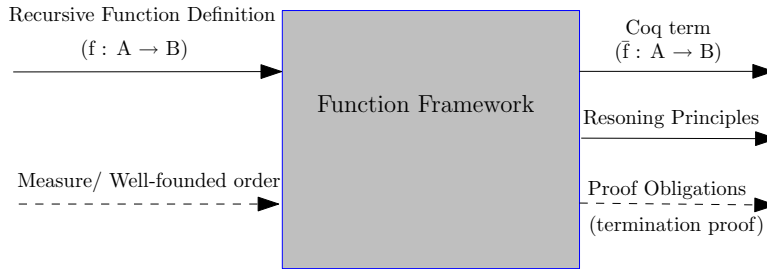 Recursive Function Definition
(f : A → B)
Measure/ Well-founded order
Function Framework
Coq term
(f̄ : A → B)
Resoning Principles
Proof Obligations
(termination proof)